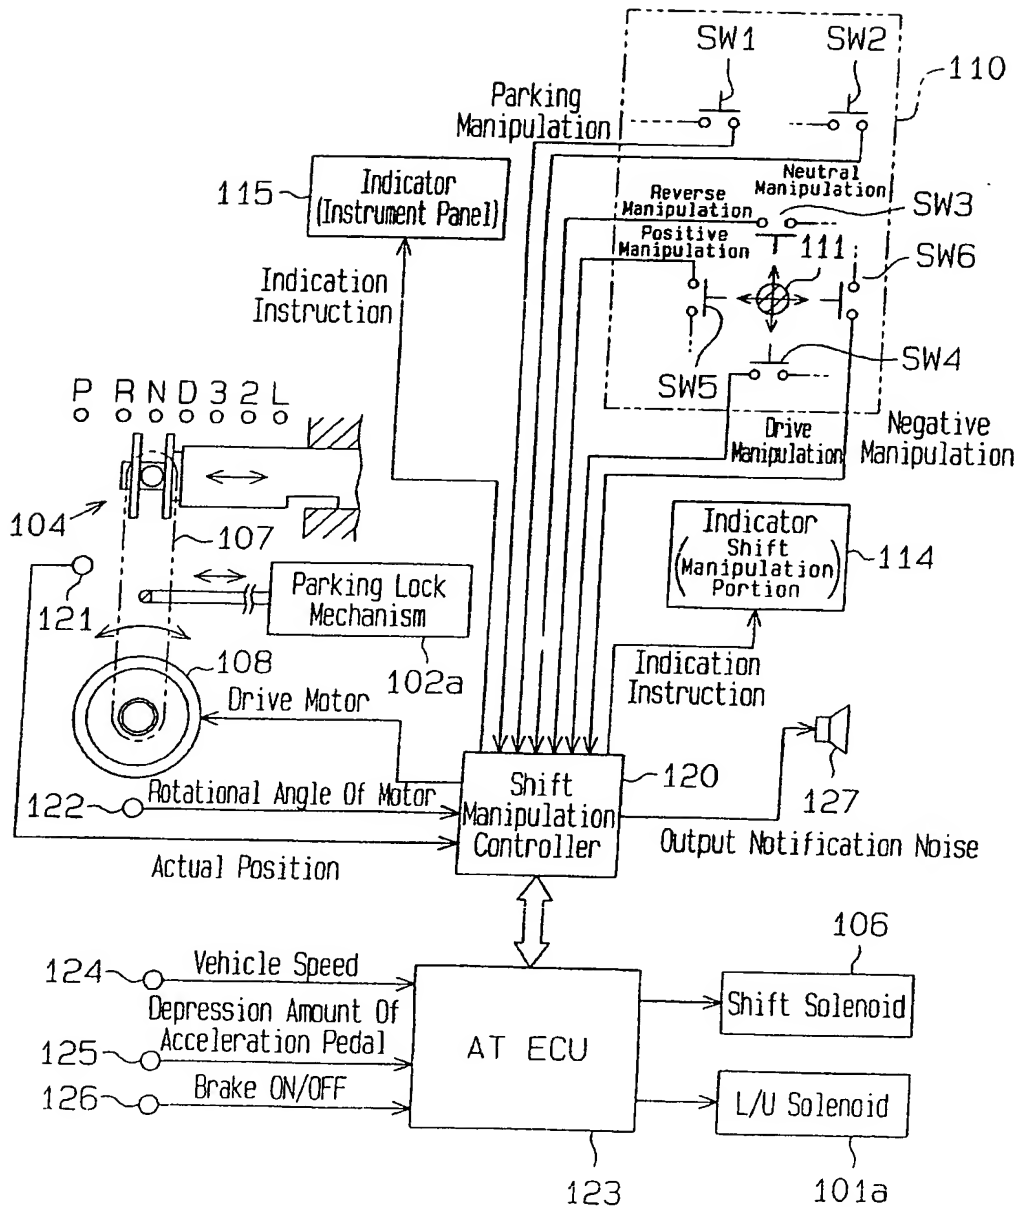 SW1
SW2
110
Parking
Manipulation
Neutral
Manipulation
115
Indicator
(Instrument Panel)
Reverse
Manipulation
SW3
Positive
Manipulation
111
SW6
Indication
Instruction
SW5
SW4
P R N D 3 2 L
Drive
Manipulation
Negative
Manipulation
104
107
Indicator
(Shift
Manipulation
Portion)
114
121
Parking Lock
Mechanism
102a
108
Drive Motor
Indication
Instruction
122
Rotational Angle Of Motor
Shift
Manipulation
Controller
120
127
Output Notification Noise
Actual Position
106
124
Vehicle Speed
Depression Amount Of
Acceleration Pedal
125
Brake ON/OFF
126
AT ECU
Shift Solenoid
L/U Solenoid
123
101a